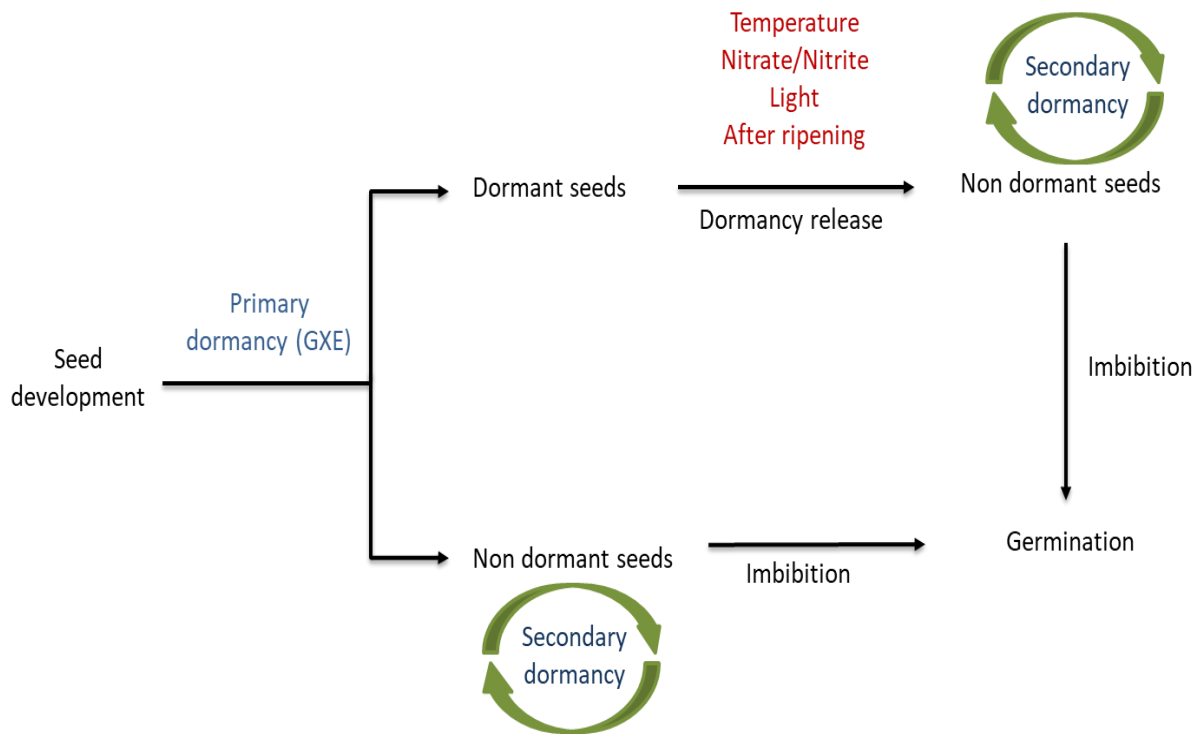 Temperature
Nitrate/Nitrite
Light
After ripening
Secondary
dormancy
Dormant seeds
Dormancy release
Non dormant seeds
Primary
dormancy (GXE)
Seed
development
Imbibition
Non dormant seeds
Imbibition
Germination
Secondary
dormancy